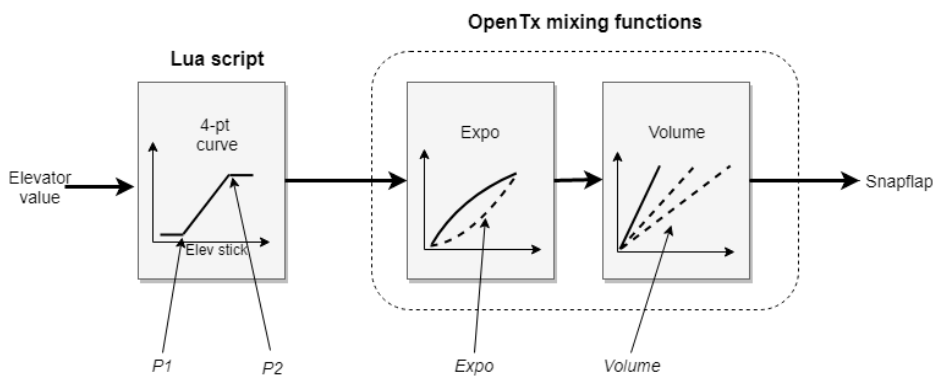 OpenTx mixing functions
Lua script
4-pt
curve
Expo
Volume
Elevator
value
Snapflap
Elev stick
P1
P2
Expo
Volume